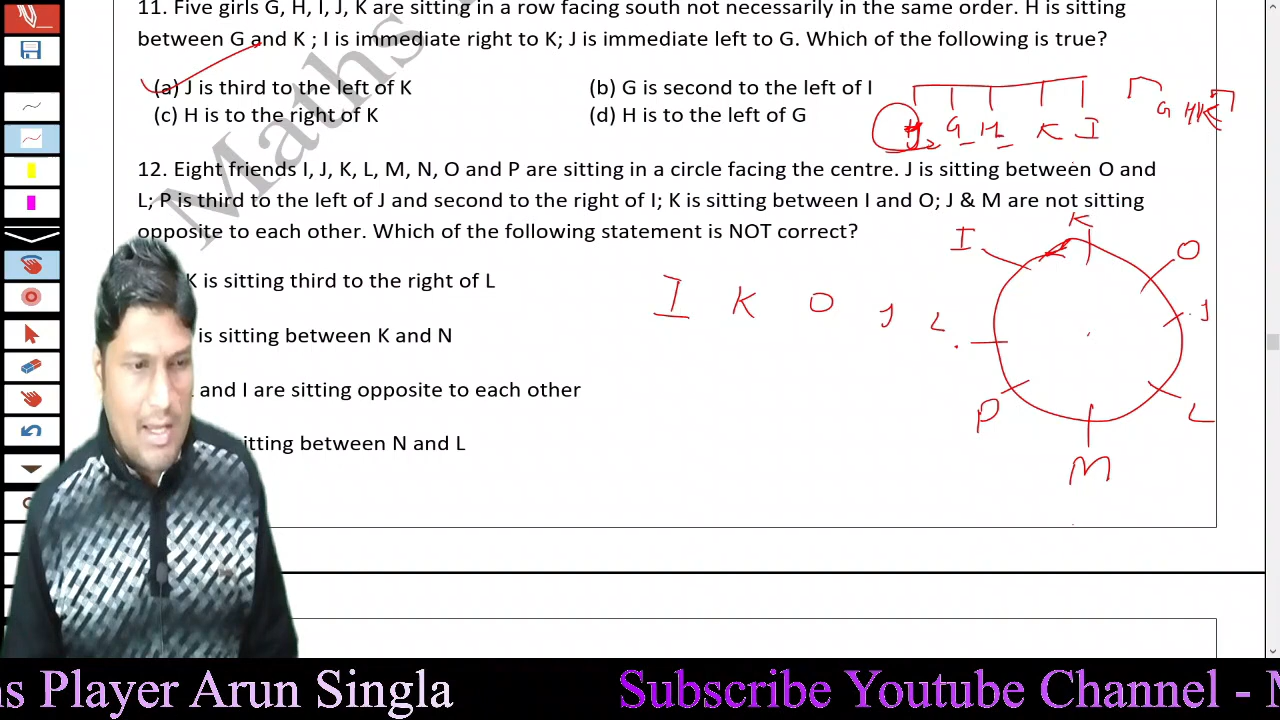 11. Five girls G, H, I, J, K are sitting in a row facing south not necessarily in the same order. H is sitting
between G and K ; I is immediate right to K; J is immediate left to G. Which of the following is true?
(a) J is third to the left of K
(b) G is second to the left of I
(c) H is to the right of K
(d) H is to the left of G
G H K I
G H K
12. Eight friends I, J, K, L, M, N, O and P are sitting in a circle facing the centre. J is sitting between O and
L; P is third to the left of J and second to the right of I; K is sitting between I and O; J & M are not sitting
opposite to each other. Which of the following statement is NOT correct?
K is sitting third to the right of L
is sitting between K and N
and I are sitting opposite to each other
itting between N and L
I K O J L
K
I
O
J
L
P
M
Maths
ns Player Arun Singla
Subscribe Youtube Channel - M